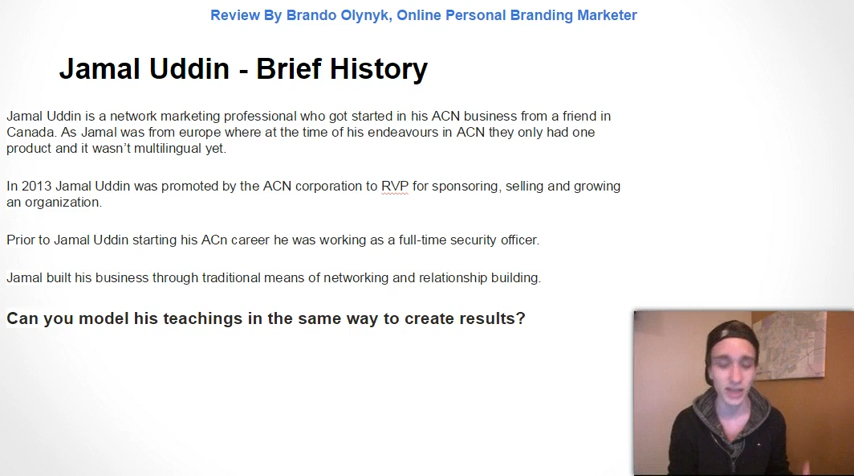 Review By Brando Olynyk, Online Personal Branding Marketer
Jamal Uddin - Brief History
Jamal Uddin is a network marketing professional who got started in his ACN business from a friend in
Canada. As Jamal was from europe where at the time of his endeavours in ACN they only had one
product and it wasn’t multilingual yet.
In 2013 Jamal Uddin was promoted by the ACN corporation to RVP for sponsoring, selling and growing
an organization.
Prior to Jamal Uddin starting his ACn career he was working as a full-time security officer.
Jamal built his business through traditional means of networking and relationship building.
Can you model his teachings in the same way to create results?